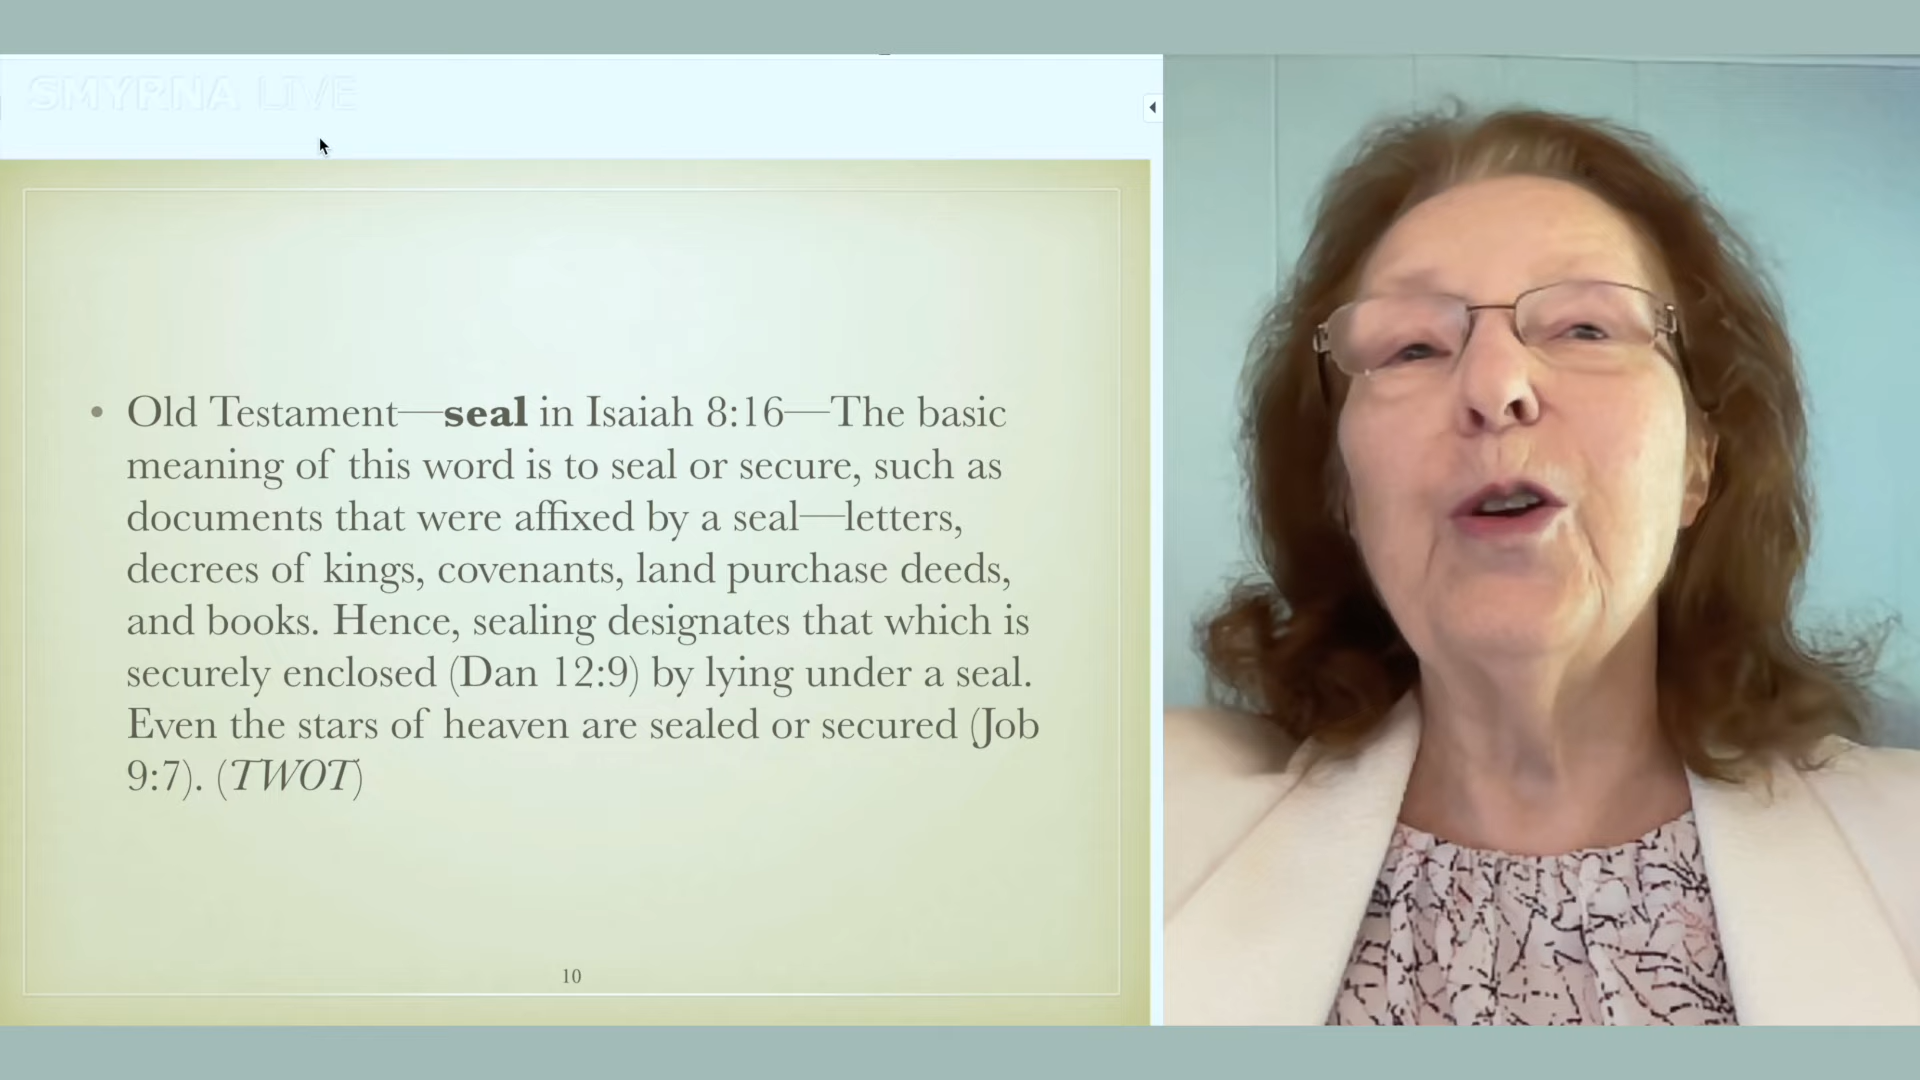 SMYRNA LIVE
• Old Testament—seal in Isaiah 8:16—The basic
meaning of this word is to seal or secure, such as
documents that were affixed by a seal—letters,
decrees of kings, covenants, land purchase deeds,
and books. Hence, sealing designates that which is
securely enclosed (Dan 12:9) by lying under a seal.
Even the stars of heaven are sealed or secured (Job
9:7). (TWOT)
10